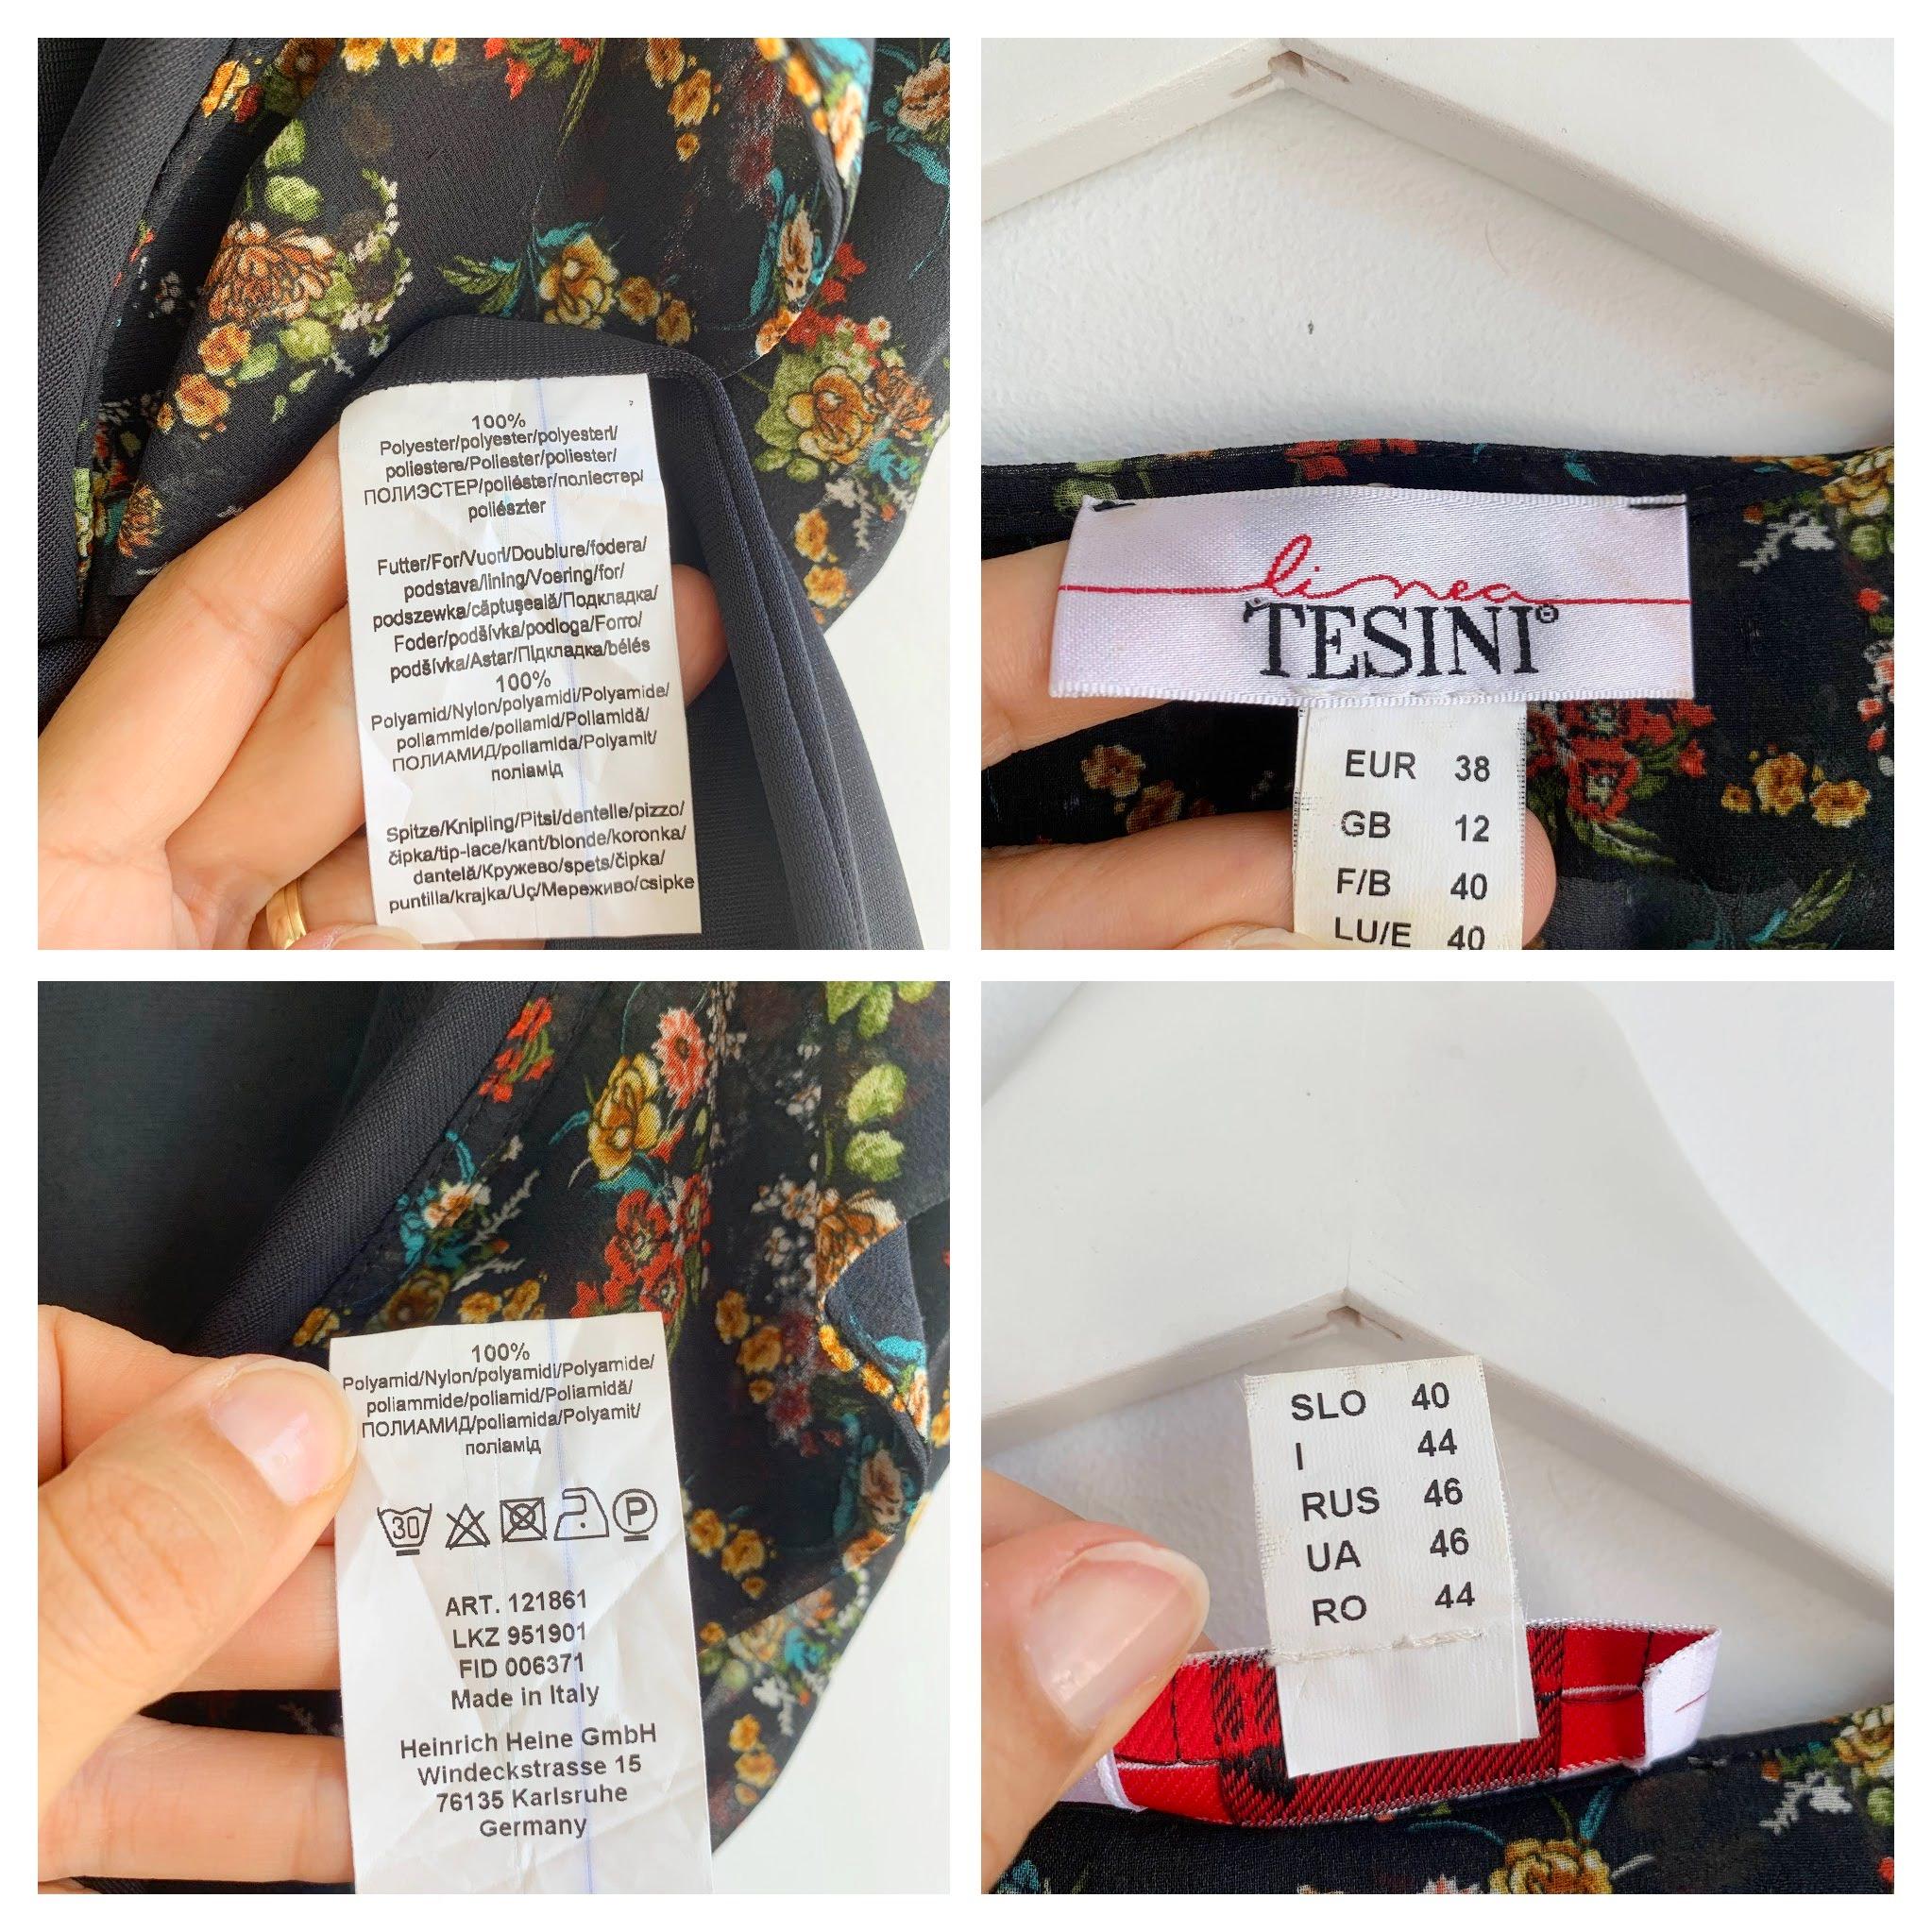 100%
Polyester/polyester/polyesteri/
poliestere/Poliester/poliester/
ПОЛИЭСТЕР/poliéster/поліестер/
poliészter
Futter/For/Vuori/Doublure/fodera/
podstava/lining/Voering/for/
podszewka/căptuşeală/Подкладка/
Foder/podšívka/podloga/Forro/
podšívka/Astar/Підкладка/bélés
100%
Polyamid/Nylon/polyamidi/Polyamide/
poliammide/poliamid/Poliamidă/
ПОЛИАМИД/poliamida/Polyamit/
поліамід
Spitze/Knipling/Pitsi/dentelle/pizzo/
čipka/tip-lace/kant/blonde/koronka/
dantelă/Кружево/spets/čipka/
puntilla/krajka/Uç/Мереживо/csipke
linea
TESINI®
EUR 38
GB 12
F/B 40
LU/E 40
100%
Polyamid/Nylon/polyamidi/Polyamide/
poliammide/poliamid/Poliamidă/
ПОЛИАМИД/poliamida/Polyamit/
поліамід
30 P
ART. 121861
LKZ 951901
FID 006371
Made in Italy
Heinrich Heine GmbH
Windeckstrasse 15
76135 Karlsruhe
Germany
SLO 40
I 44
RUS 46
UA 46
RO 44